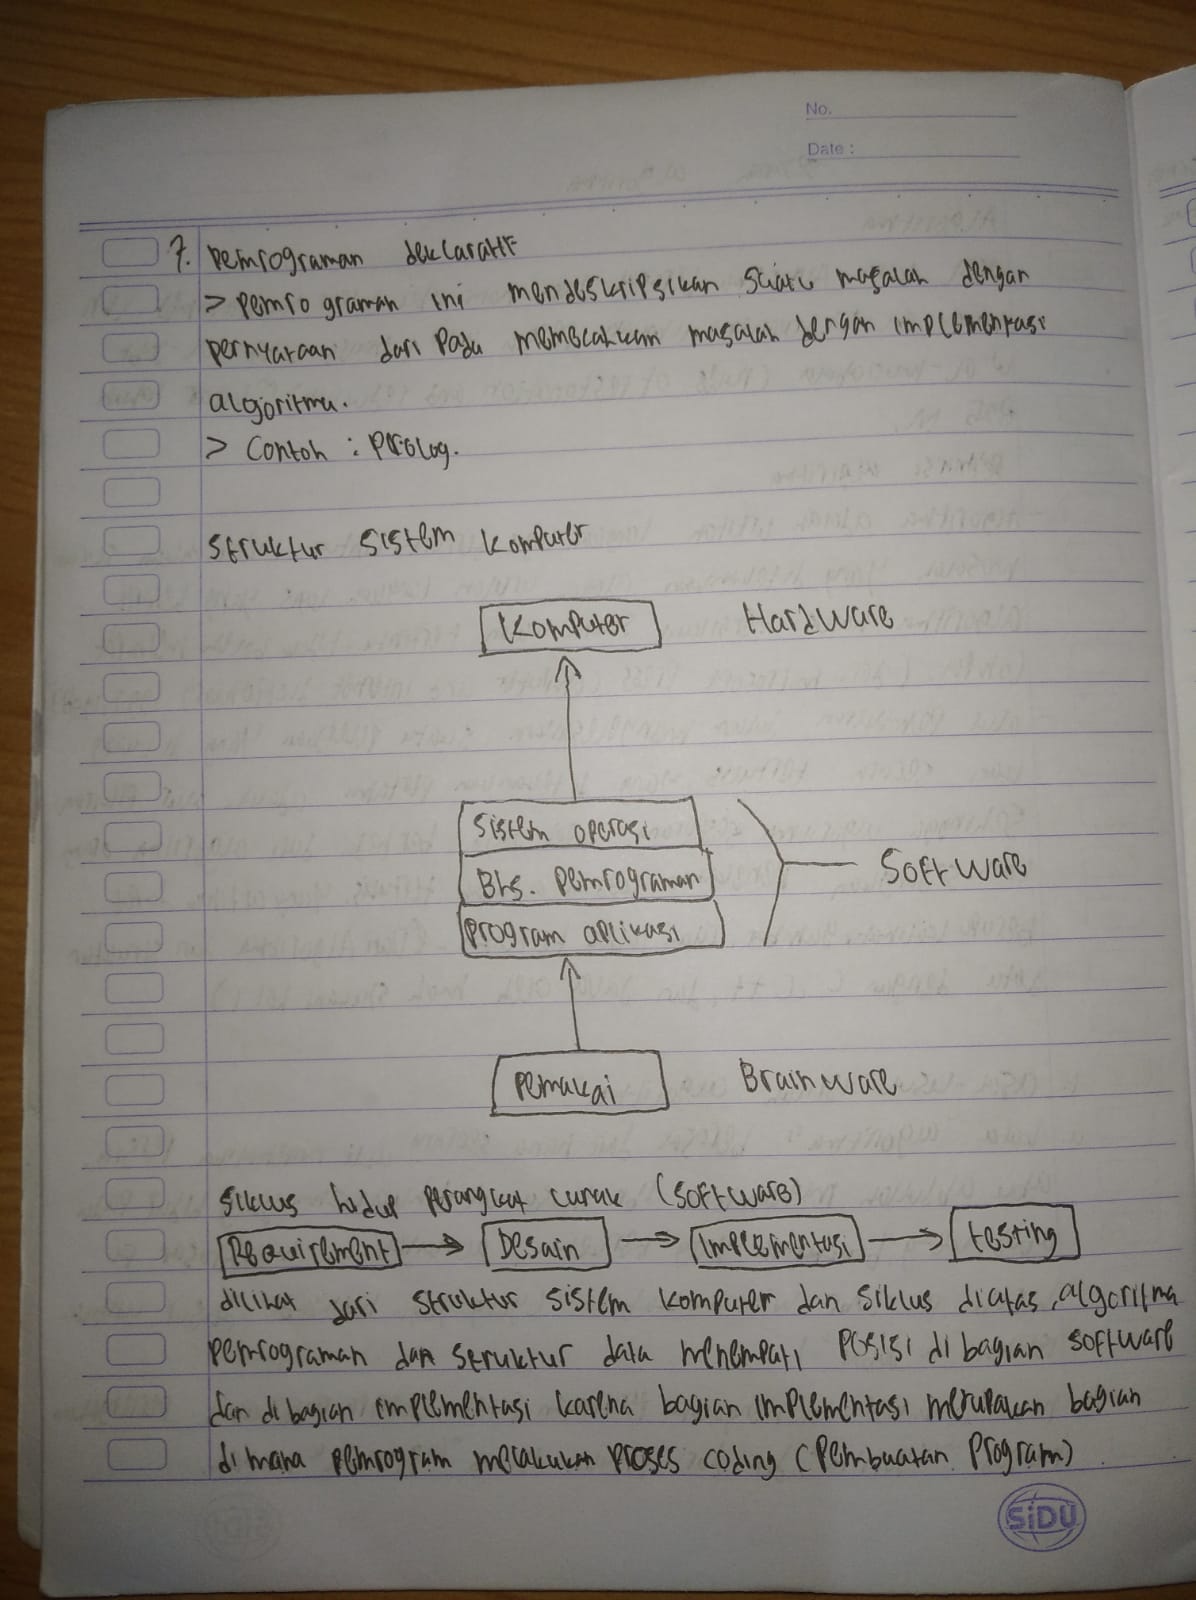 No.
Date :
7. Pemrograman deklaratif
> Pemrograman ini mendeskripsikan suatu masalah dengan
pernyataan dari pada memecahkan masalah dengan implementasi
algoritma.
> Contoh : Prolog.
Struktur sistem komputer
Komputer Hardware
Sistem operasi
Bhs. Pemrograman Software
Program aplikasi
Pemakai Brainware
Siklus hidup perangkat lunak (software)
Requirement → Desain → Implementasi → testing
dilihat dari struktur sistem komputer dan siklus diatas, algoritma
pemrograman dan struktur data menempati posisi di bagian software
dan di bagian implementasi karena bagian implementasi merupakan bagian
di mana pemrogram melakukan proses coding (Pembuatan Program)
SiDU